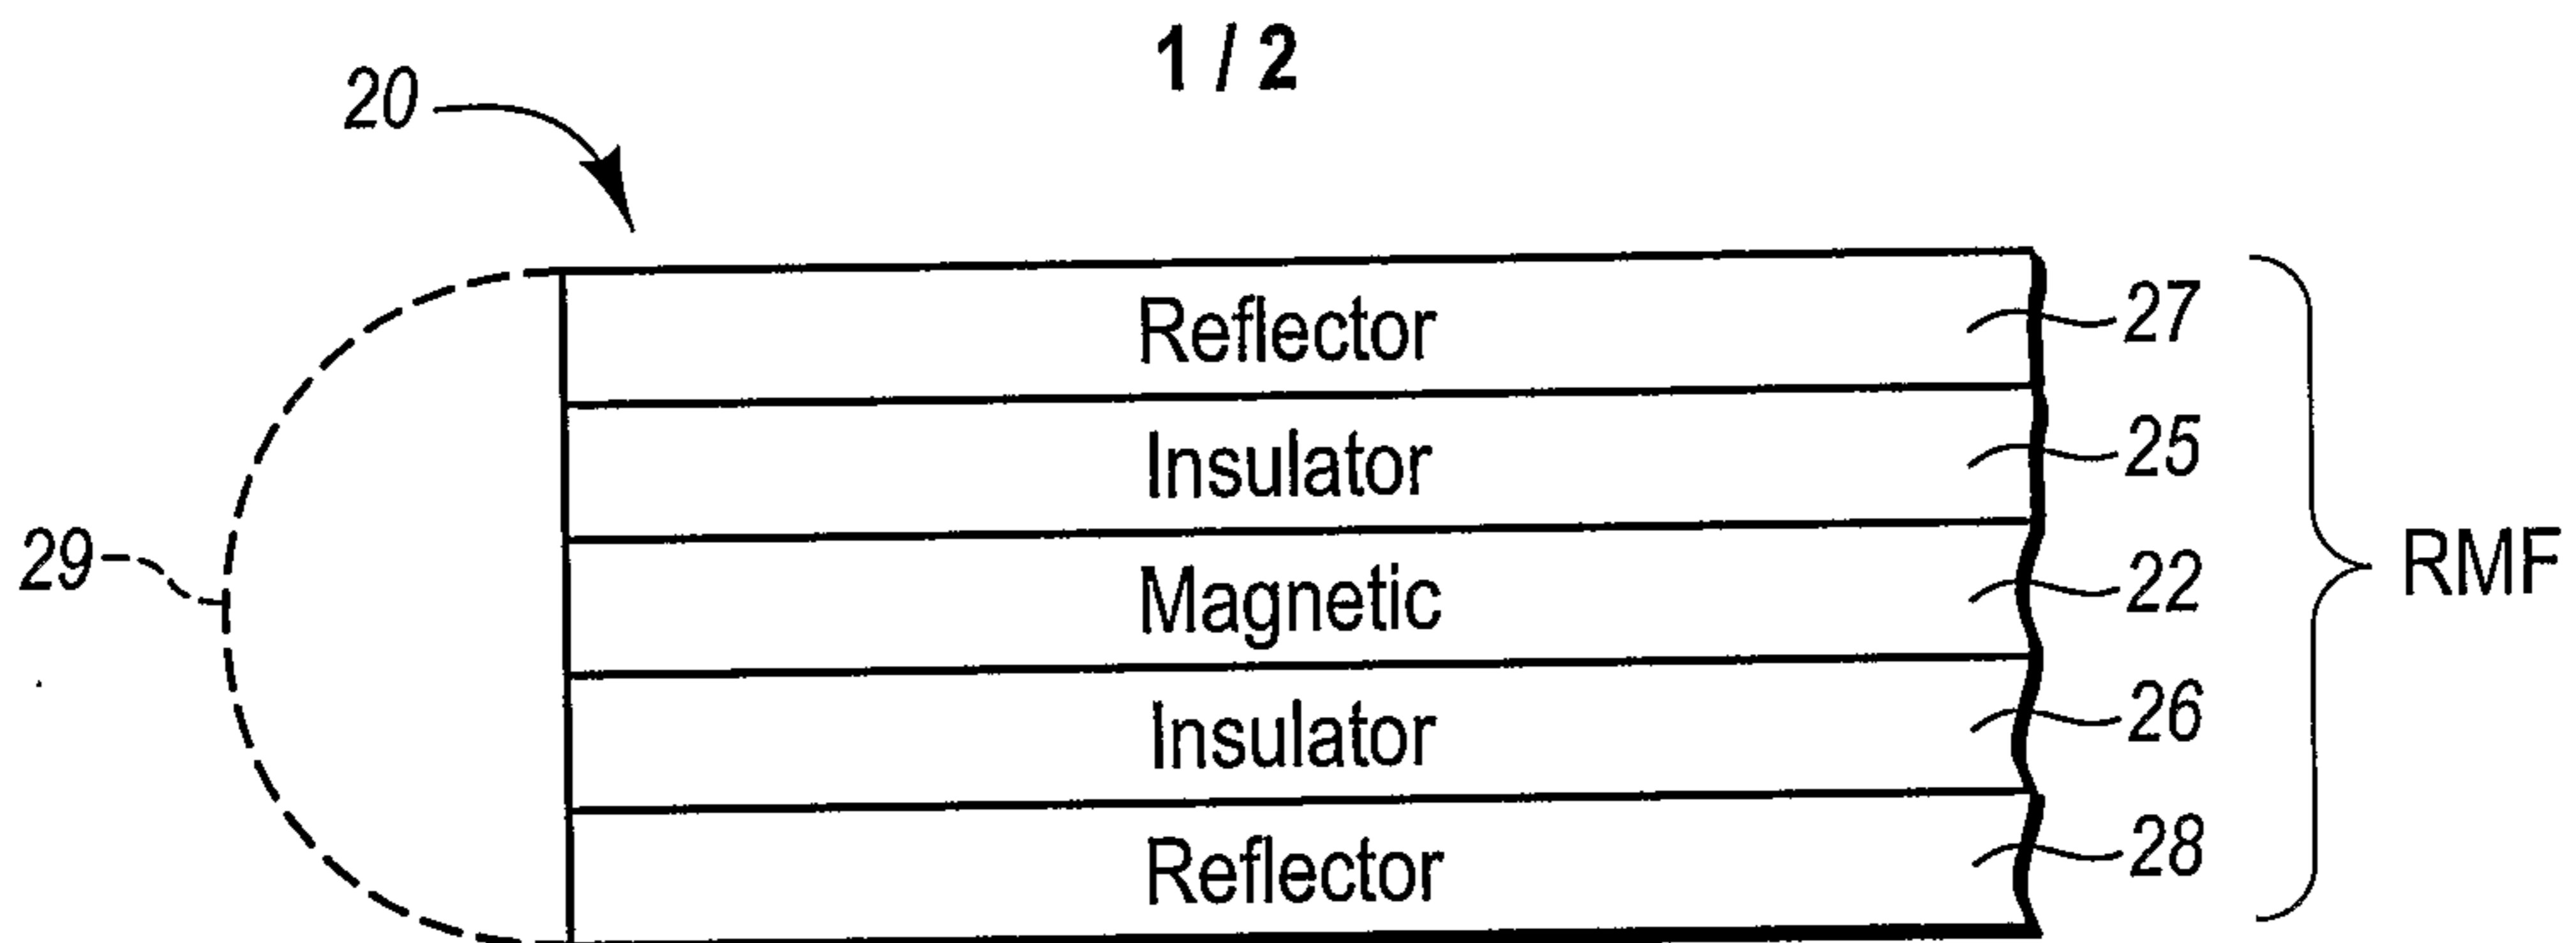 1 / 2
20
Reflector 27
Insulator 25
29 Magnetic 22 RMF
Insulator 26
Reflector 28